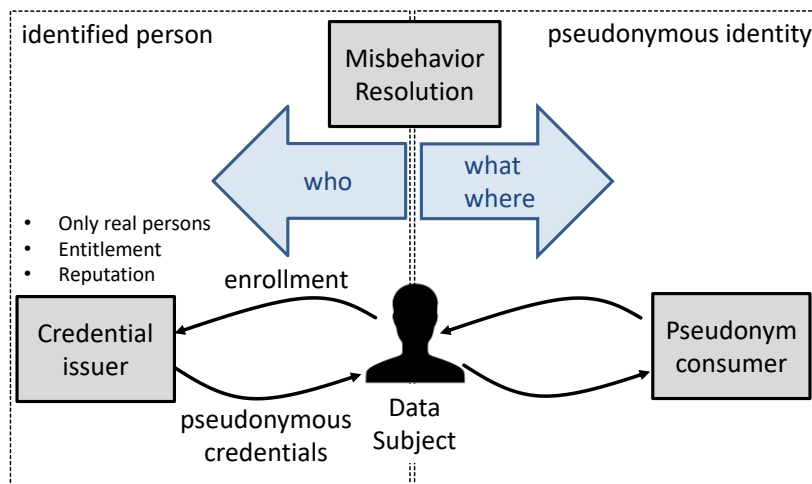 identified person
pseudonymous identity
Misbehavior
Resolution
who
what
where
• Only real persons
• Entitlement
• Reputation
enrollment
Credential
issuer
Pseudonym
consumer
pseudonymous
credentials
Data
Subject